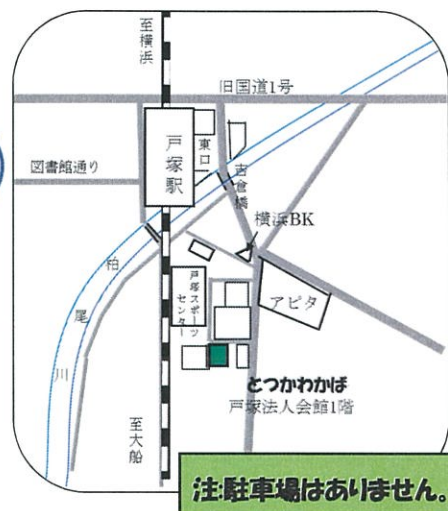 至横浜
旧国道1号
戸塚駅
東口
吉倉橋
図書館通り
横浜BK
柏尾川
戸塚スポーツ
センター
アピタ
とつかわかば
戸塚法人会館1階
至大船
注:駐車場はありません。